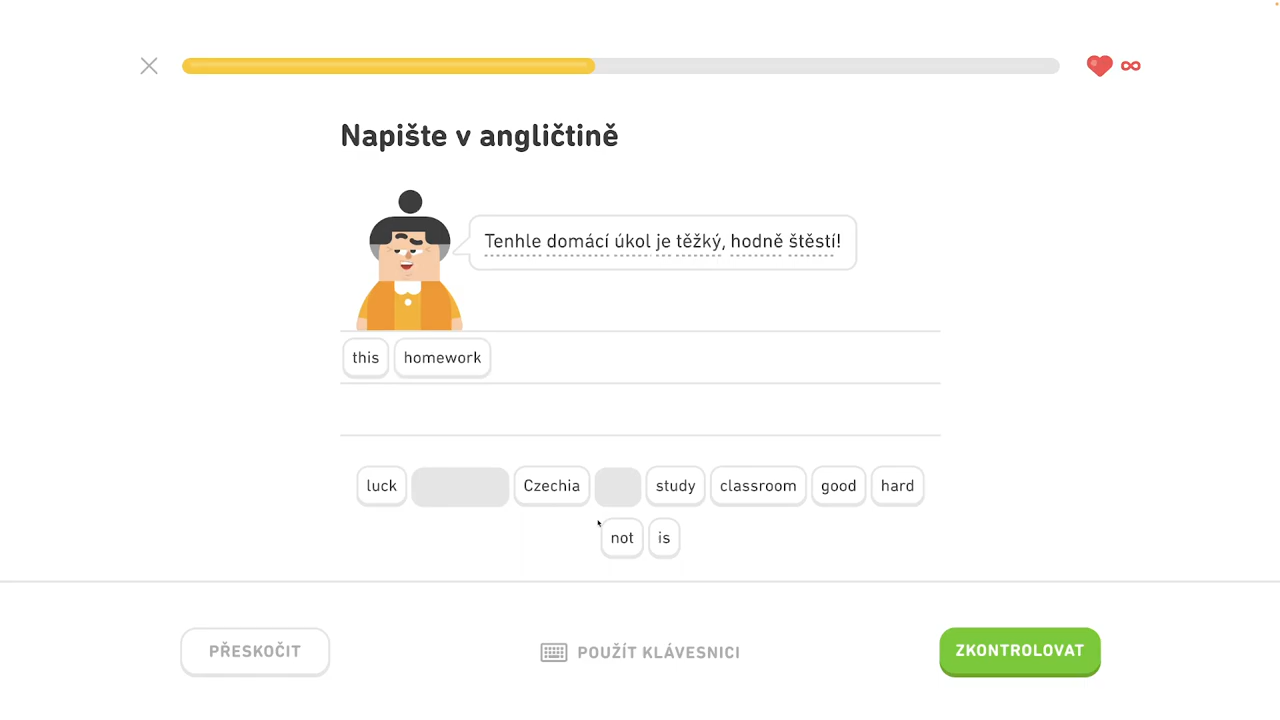 Napište v angličtině
Tenhle domácí úkol je těžký, hodně štěstí!
this homework
luck Czechia study classroom good hard
not is
PŘESKOČIT POUŽÍT KLÁVESNICI ZKONTROLOVAT